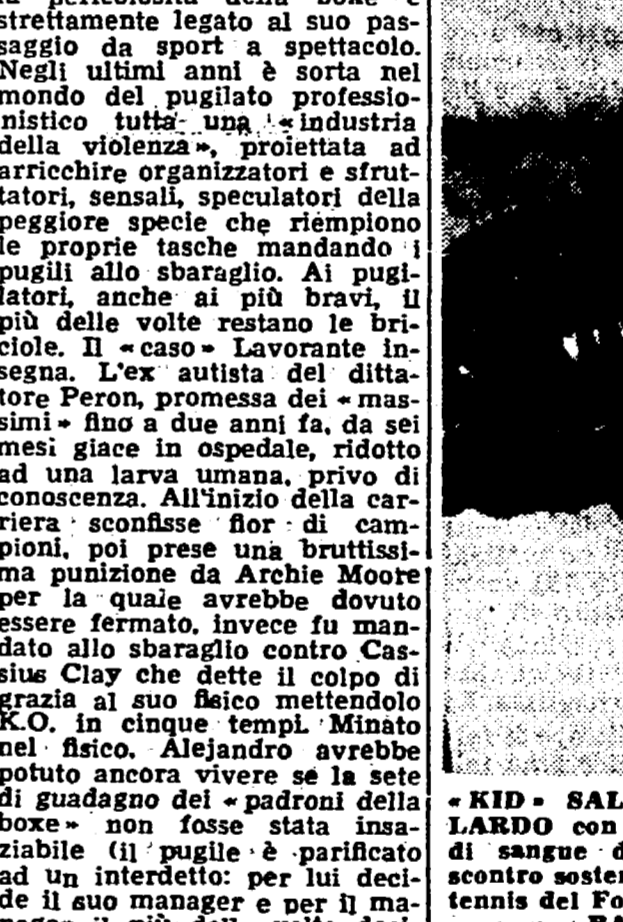 la pericolosità della boxe è
strettamente legato al suo pas-
saggio da sport a spettacolo.
Negli ultimi anni è sorta nel
mondo del pugilato professio-
nistico tutta una « industria
della violenza », proiettata ad
arricchire organizzatori e sfrut-
tatori, sensali, speculatori della
peggiore specie che riempiono
le proprie tasche mandando i
pugili allo sbaraglio. Ai pugi-
latori, anche ai più bravi, il
più delle volte restano le bri-
ciole. Il « caso » Lavorante in-
segna. L'ex autista del ditta-
tore Peron, promessa dei « mas-
simi » fino a due anni fa, da sei
mesi giace in ospedale, ridotto
ad una larva umana, privo di
conoscenza. All'inizio della car-
riera sconfisse fior di cam-
pioni, poi prese una bruttissi-
ma punizione da Archie Moore
per la quale avrebbe dovuto
essere fermato, invece fu man-
dato allo sbaraglio contro Cas-
sius Clay che dette il colpo di
grazia al suo fisico mettendolo
K.O. in cinque tempi. Minato
nel fisico, Alejandro avrebbe
potuto ancora vivere se la sete
di guadagno dei « padroni della
boxe » non fosse stata insa-
ziabile (il pugile è parificato
ad un interdetto: per lui deci-
de il suo manager e per il ma-
nager il più delle volte deci-
« KID » SAL
LARDO con
di sangue d
scontro soste
tennis del Fo